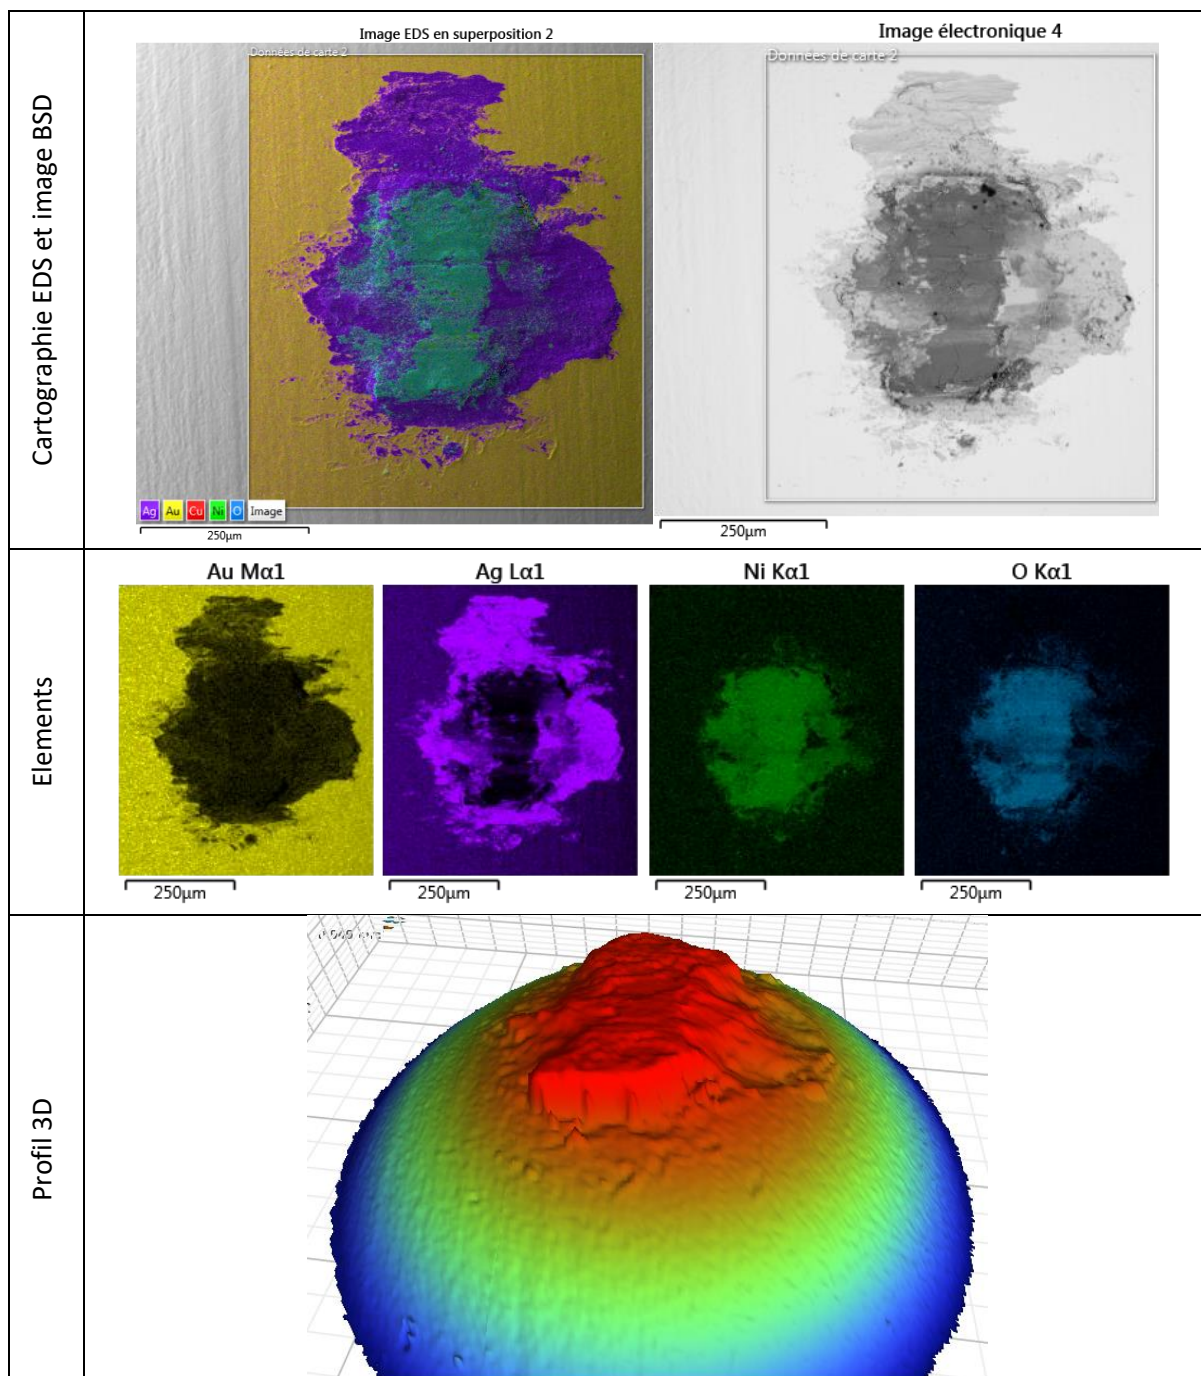 Cartographie EDS et image BSD
Image EDS en superposition 2
Données de carte 2
Ag Au Cu Ni O Image
250µm
Image électronique 4
Données de carte 2
250µm
Elements
Au Mα1
Ag Lα1
Ni Kα1
O Kα1
250µm
250µm
250µm
250µm
Profil 3D